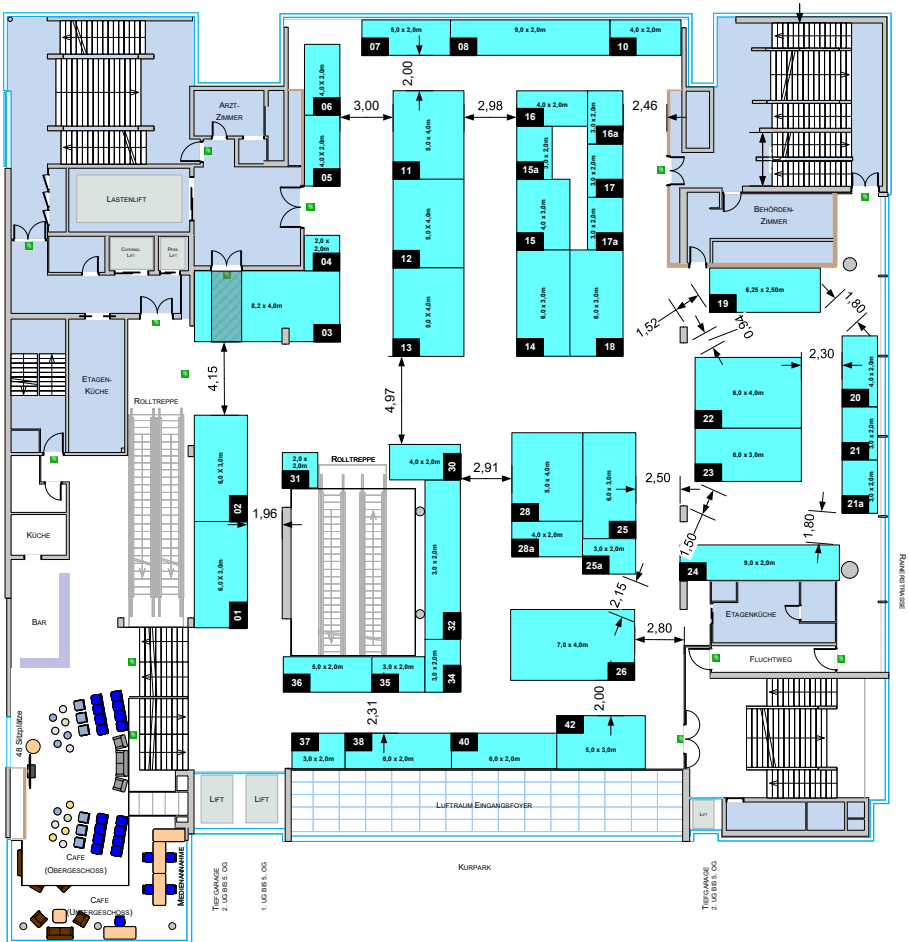 5,0 x 2,0m
9,0 x 2,0m
4,0 x 2,0m
07
08
10
2,00
4,0 X 2,0m
06
4,0 X 2,0m
05
3,00
2,98
2,46
ARZT-
ZIMMER
5,0 x 4,0m
11
5,0 X 4,0m
12
5,0 X 4,0m
13
4,0 x 2,0m
16
3,0 x 2,0m
16a
3,0 x 2,0m
15a
3,0 x 2,0m
17
4,0 x 3,0m
15
3,0 x 2,0m
17a
6,0 x 3,0m
14
6,0 x 3,0m
18
LASTENLIFT
BEHÖRDEN-
ZIMMER
2,0 x
2,0m
04
8,2 x 4,0m
03
6,25 x 2,50m
19
1,80
1,52
0,94
2,30
4,0 x 2,0m
20
3,0 x 2,0m
21
3,0 x 2,0m
21a
6,0 x 4,0m
22
6,0 x 3,0m
23
4,15
4,97
ETAGEN-
KÜCHE
ROLLTREPPE
6,0 X 3,0m
02
6,0 X 3,0m
01
1,96
2,0 x
2,0m
31
ROLLTREPPE
4,0 x 2,0m
30
2,91
5,0 x 4,0m
28
4,0 x 2,0m
28a
6,0 x 3,0m
25
3,0 x 2,0m
25a
2,50
1,50
1,80
2,15
9,0 x 2,0m
24
KÜCHE
BAR
3,0 x 2,0m
32
3,0 x 2,0m
34
5,0 x 2,0m
36
3,0 x 2,0m
35
7,0 x 4,0m
26
2,80
ETAGENKÜCHE
FLUCHTWEG
RAINERSTRASSE
48 Sitzplätze
2,31
2,00
37
3,0 x 2,0m
38
6,0 x 2,0m
40
6,0 x 2,0m
42
5,0 x 3,0m
LIFT
LIFT
LUFTRAUM EINGANGSFOYER
LIFT
CAFE
(OBERGESCHOSS)
MEDIENANNAHME
CAFE
(UNTERGESCHOSS)
TIEFGARAGE
2. UG BIS 5. OG
1. UG BIS 5. OG
KURPARK
TIEFGARAGE
2. UG BIS 5. OG